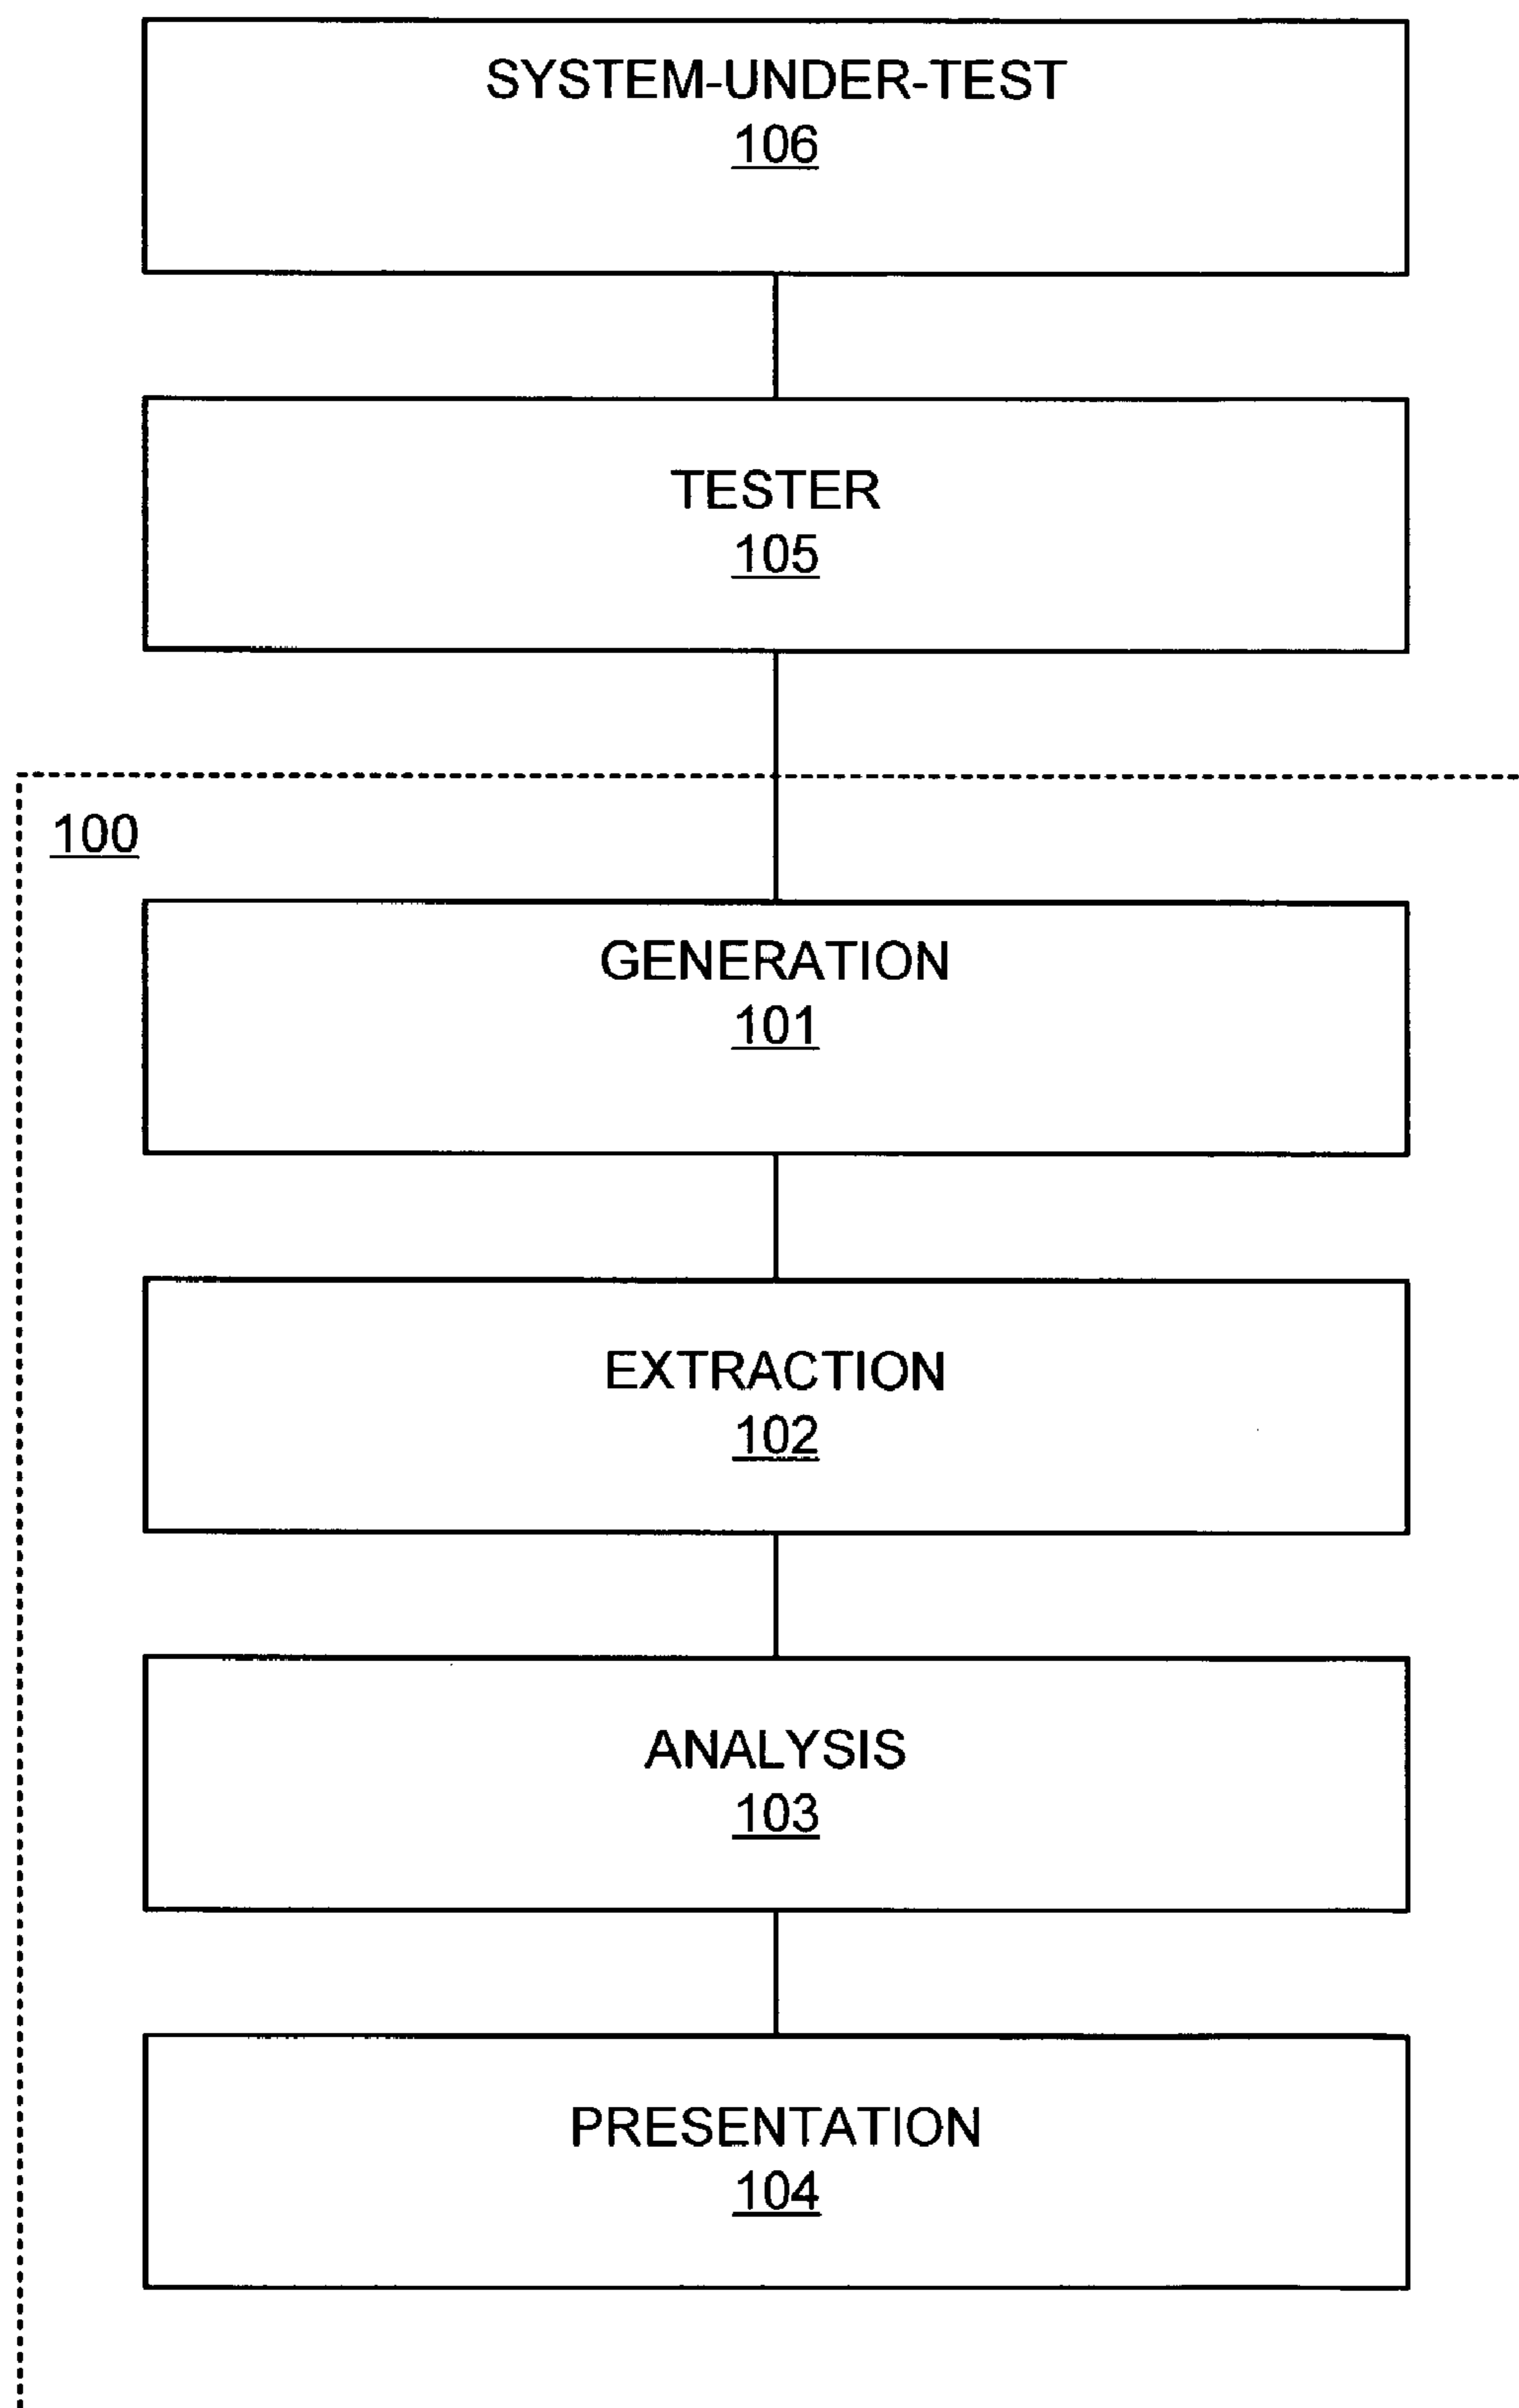 SYSTEM-UNDER-TEST
106
TESTER
105
100
GENERATION
101
EXTRACTION
102
ANALYSIS
103
PRESENTATION
104